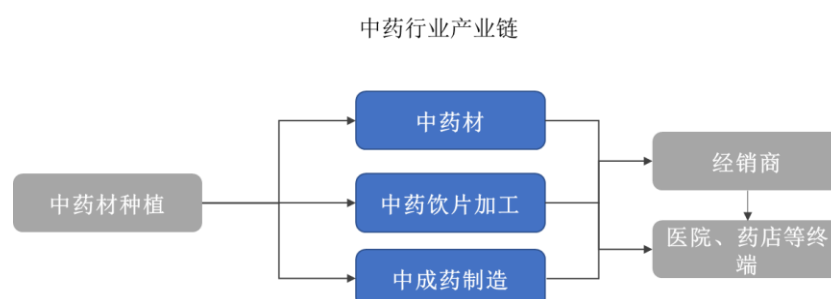 中药行业产业链
中药材
经销商
中药材种植
中药饮片加工
医院、药店等终
端
中成药制造